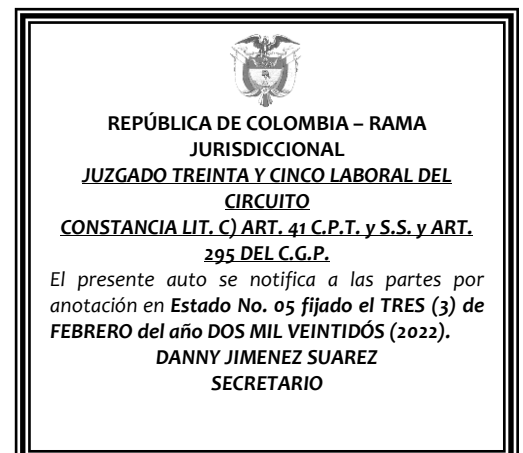 REPÚBLICA DE COLOMBIA – RAMA
JURISDICCIONAL
JUZGADO TREINTA Y CINCO LABORAL DEL
CIRCUITO
CONSTANCIA LIT. C) ART. 41 C.P.T. y S.S. y ART.
295 DEL C.G.P.
El presente auto se notifica a las partes por
anotación en Estado No. 05 fijado el TRES (3) de
FEBRERO del año DOS MIL VEINTIDÓS (2022).
DANNY JIMENEZ SUAREZ
SECRETARIO